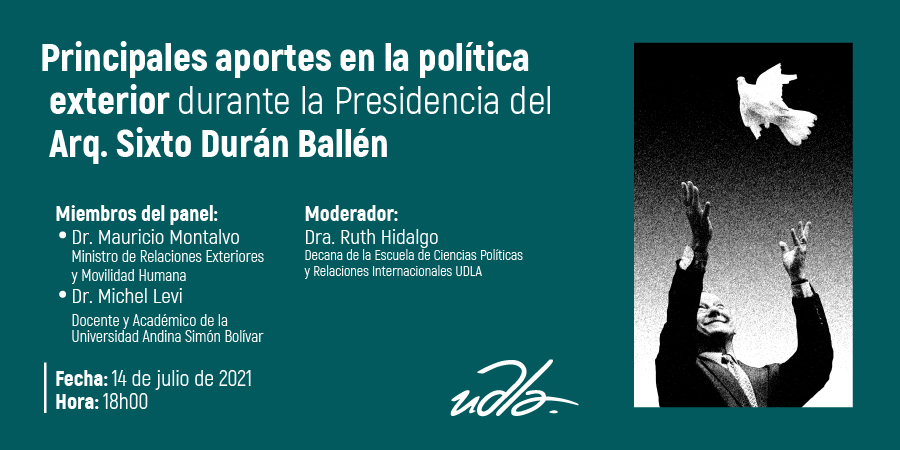 Principales aportes en la política
exterior durante la Presidencia del
Arq. Sixto Durán Ballén
Miembros del panel:
• Dr. Mauricio Montalvo
Ministro de Relaciones Exteriores
y Movilidad Humana
• Dr. Michel Levi
Docente y Académico de la
Universidad Andina Simón Bolívar
Moderador:
Dra. Ruth Hidalgo
Decana de la Escuela de Ciencias Políticas
y Relaciones Internacionales UDLA
Fecha: 14 de julio de 2021
Hora: 18h00
udla.